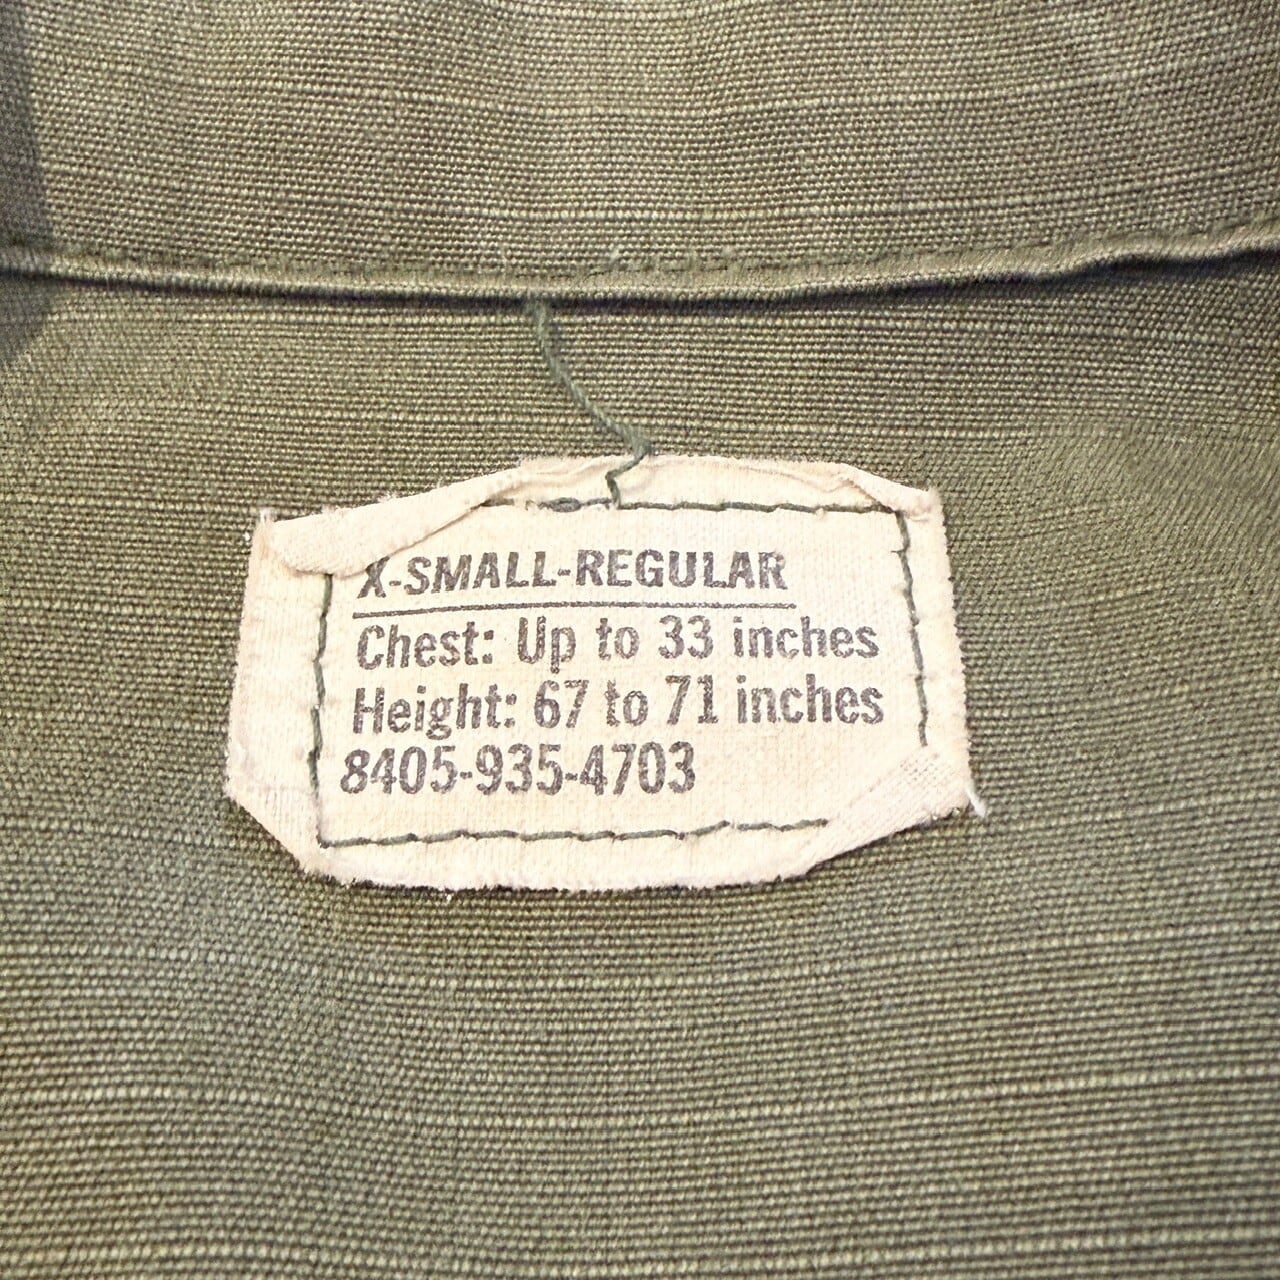 X-SMALL-REGULAR
Chest: Up to 33 inches
Height: 67 to 71 inches
8405-935-4703